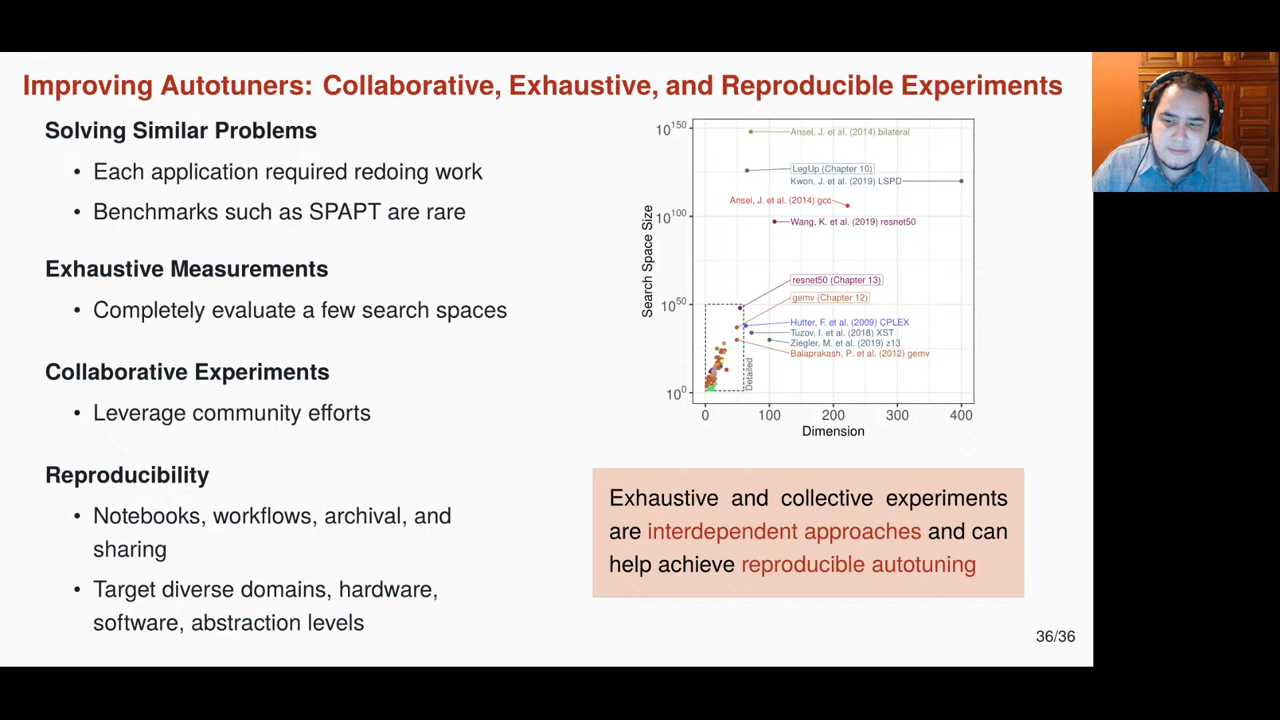 Improving Autotuners: Collaborative, Exhaustive, and Reproducible Experiments
Solving Similar Problems
• Each application required redoing work
• Benchmarks such as SPAPT are rare
Exhaustive Measurements
• Completely evaluate a few search spaces
Collaborative Experiments
• Leverage community efforts
Reproducibility
• Notebooks, workflows, archival, and
sharing
• Target diverse domains, hardware,
software, abstraction levels
Search Space Size
10^150
10^100
10^50
10^0
Ansel, J. et al. (2014) bilateral
LegUp (Chapter 10)
Kwon, J. et al. (2019) LSPD
Ansel, J. et al. (2014) gcc
Wang, K. et al. (2019) resnet50
resnet50 (Chapter 13)
gemv (Chapter 12)
Hutter, F. et al. (2009) CPLEX
Tuzov, I. et al. (2018) XST
Ziegler, M. et al. (2019) z13
Balaprakash, P. et al. (2012) gemv
Detailed
0 100 200 300 400
Dimension
Exhaustive and collective experiments
are interdependent approaches and can
help achieve reproducible autotuning
36/36